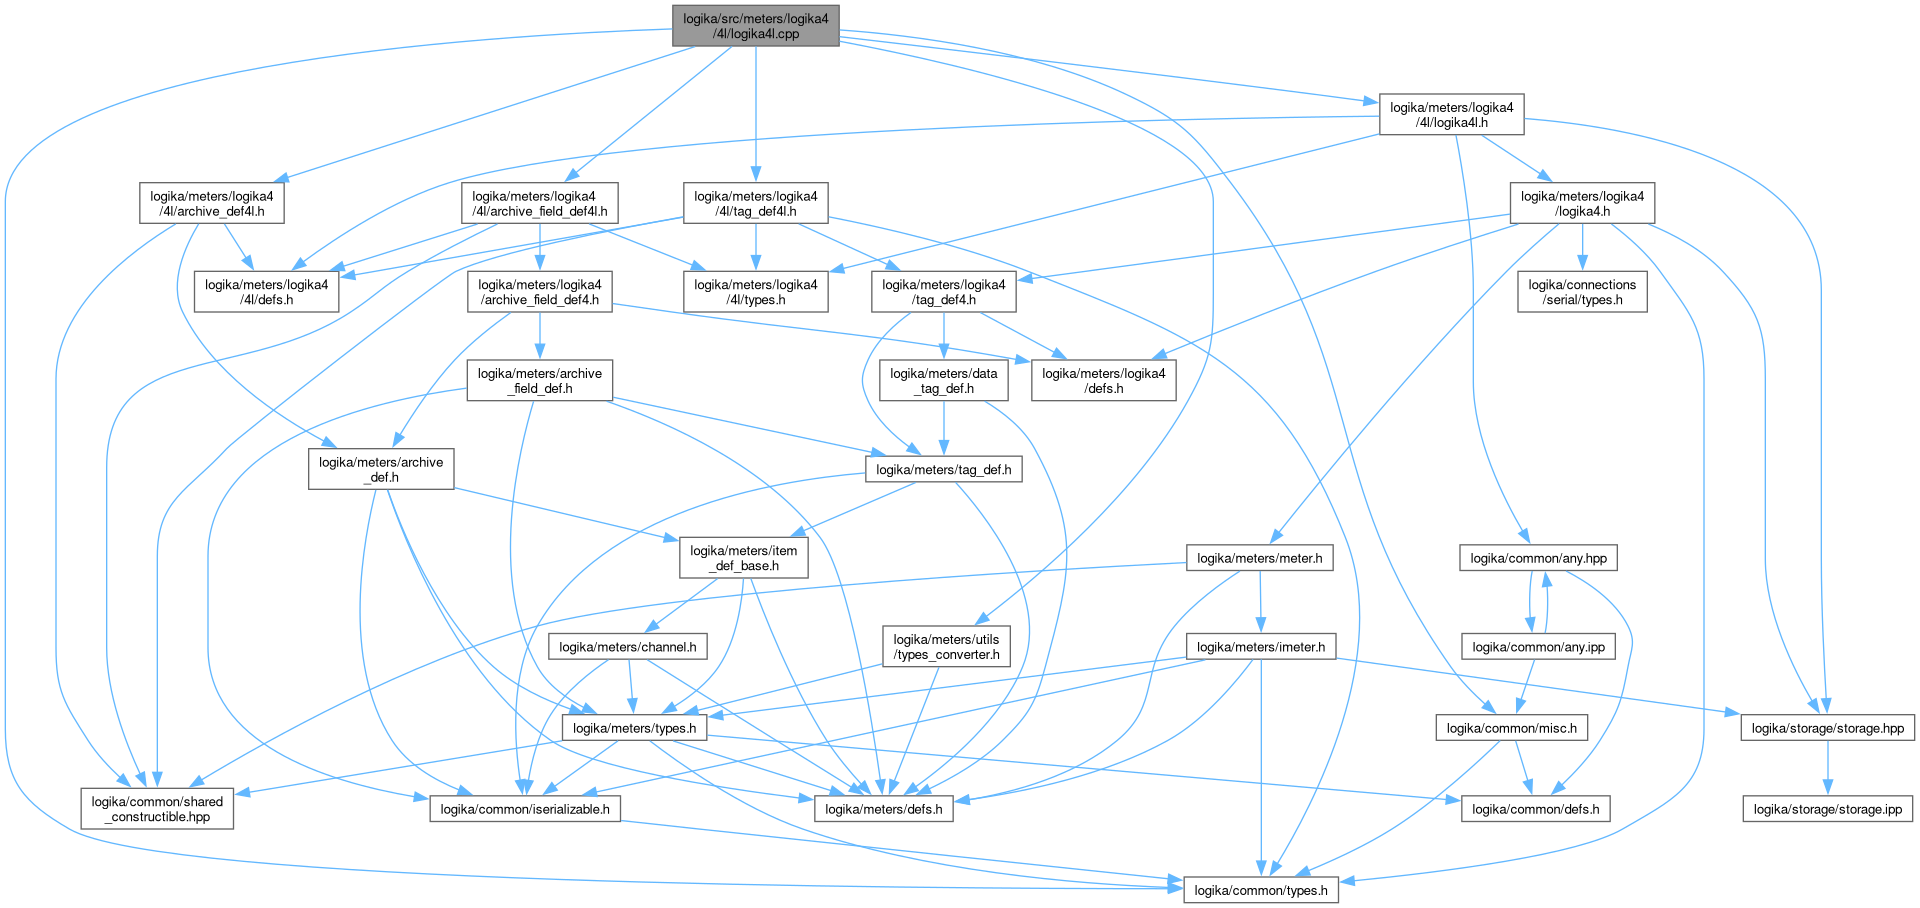 logika/src/meters/logika4
/4l/logika4l.cpp
logika/meters/logika4
/4l/logika4l.h
logika/meters/logika4
/4l/archive_def4l.h
logika/meters/logika4
/4l/archive_field_def4l.h
logika/meters/logika4
/4l/tag_def4l.h
logika/meters/logika4
/logika4.h
logika/meters/logika4
/4l/defs.h
logika/meters/logika4
/archive_field_def4.h
logika/meters/logika4
/4l/types.h
logika/meters/logika4
/tag_def4.h
logika/connections
/serial/types.h
logika/meters/archive
_field_def.h
logika/meters/data
_tag_def.h
logika/meters/logika4
/defs.h
logika/meters/archive
_def.h
logika/meters/tag_def.h
logika/meters/item
_def_base.h
logika/meters/meter.h
logika/common/any.hpp
logika/meters/channel.h
logika/meters/utils
/types_converter.h
logika/meters/imeter.h
logika/common/any.ipp
logika/meters/types.h
logika/common/misc.h
logika/storage/storage.hpp
logika/common/shared
_constructible.hpp
logika/common/iserializable.h
logika/meters/defs.h
logika/common/defs.h
logika/storage/storage.ipp
logika/common/types.h